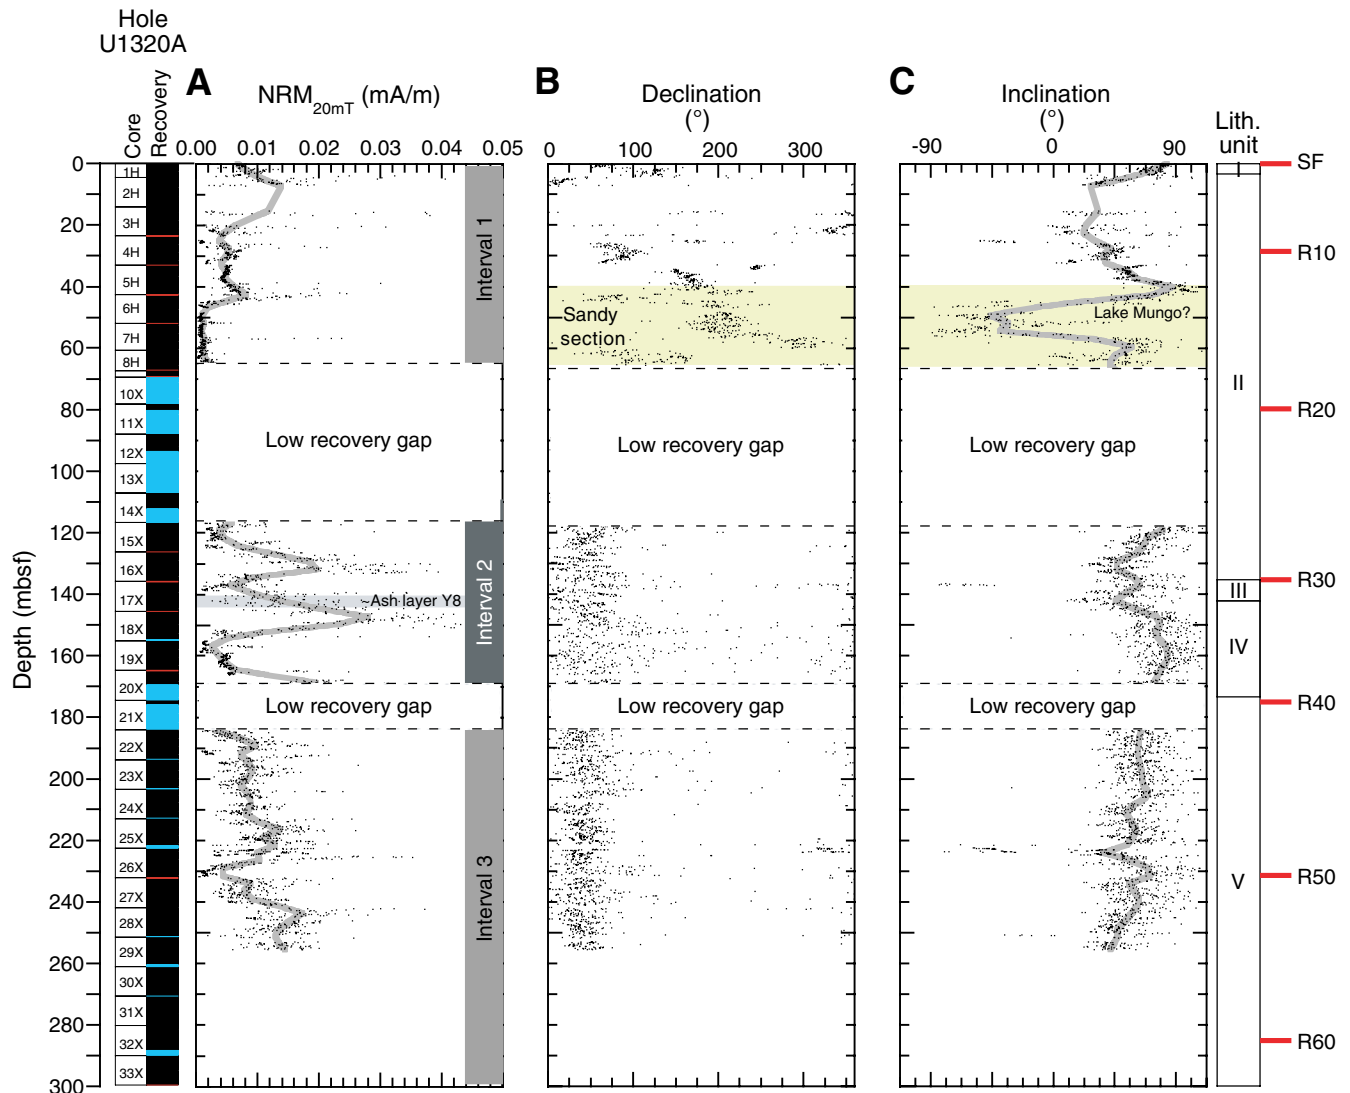 Hole
U1320A
Core
Recovery
A
NRM20mT (mA/m)
B
Declination
(°)
C
Inclination
(°)
Lith.
unit
0.00 0.01 0.02 0.03 0.04 0.05
0 100 200 300
-90 0 90
Depth (mbsf)
0
20
40
60
80
100
120
140
160
180
200
220
240
260
280
300
1H
2H
3H
4H
5H
6H
7H
8H
10X
11X
12X
13X
14X
15X
16X
17X
18X
19X
20X
21X
22X
23X
24X
25X
26X
27X
28X
29X
30X
31X
32X
33X
Interval 1
Low recovery gap
Ash layer Y8
Interval 2
Low recovery gap
Interval 3
Sandy
section
Low recovery gap
Low recovery gap
Lake Mungo?
Low recovery gap
Low recovery gap
I
II
III
IV
V
SF
R10
R20
R30
R40
R50
R60